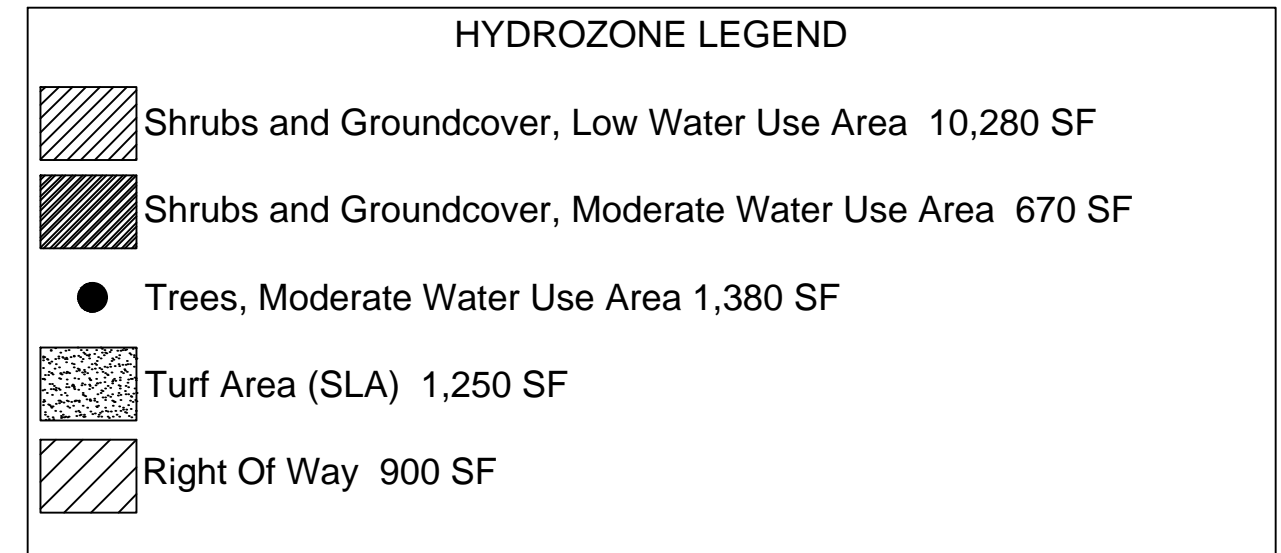 HYDROZONE LEGEND
Shrubs and Groundcover, Low Water Use Area  10,280 SF
Shrubs and Groundcover, Moderate Water Use Area  670 SF
Trees, Moderate Water Use Area 1,380 SF
Turf Area (SLA)  1,250 SF
Right Of Way  900 SF